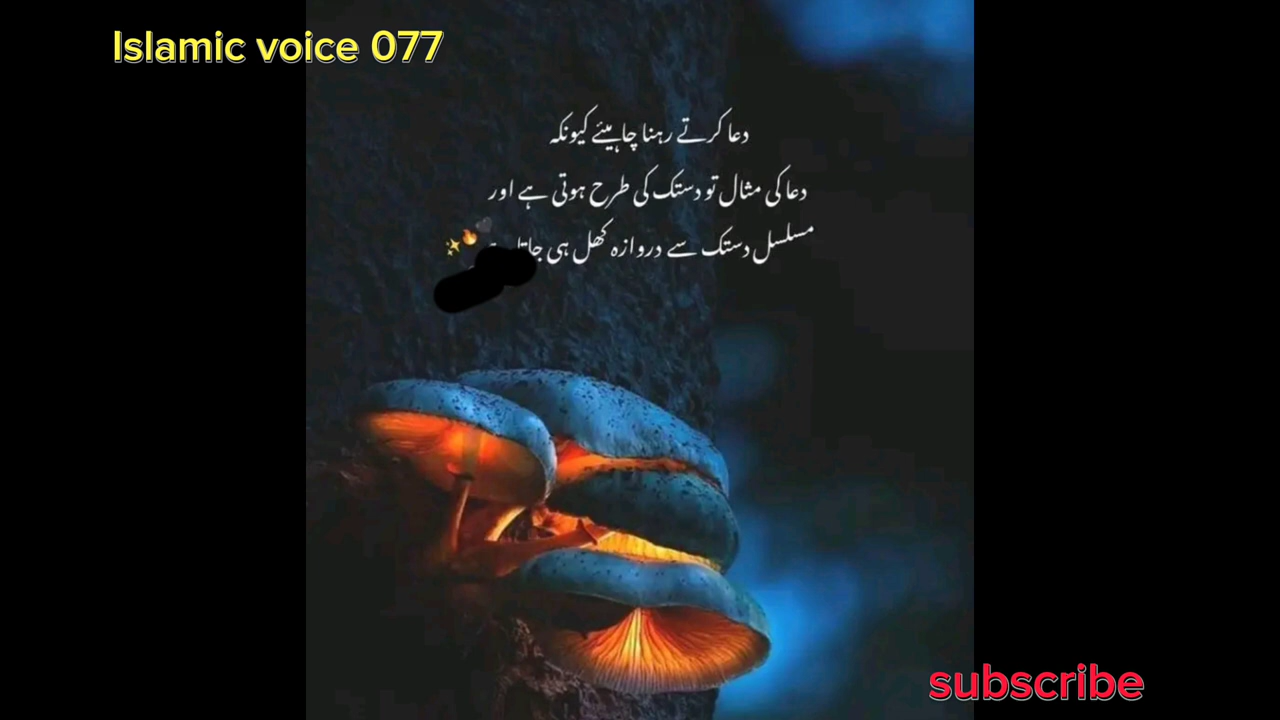 Islamic voice 077
دعا کرتے رہنا چاہیئے کیونکہ
دعا کی مثال تو دستک کی طرح ہوتی ہے اور
مسلسل دستک سے دروازہ کھل ہی جاتا
subscribe